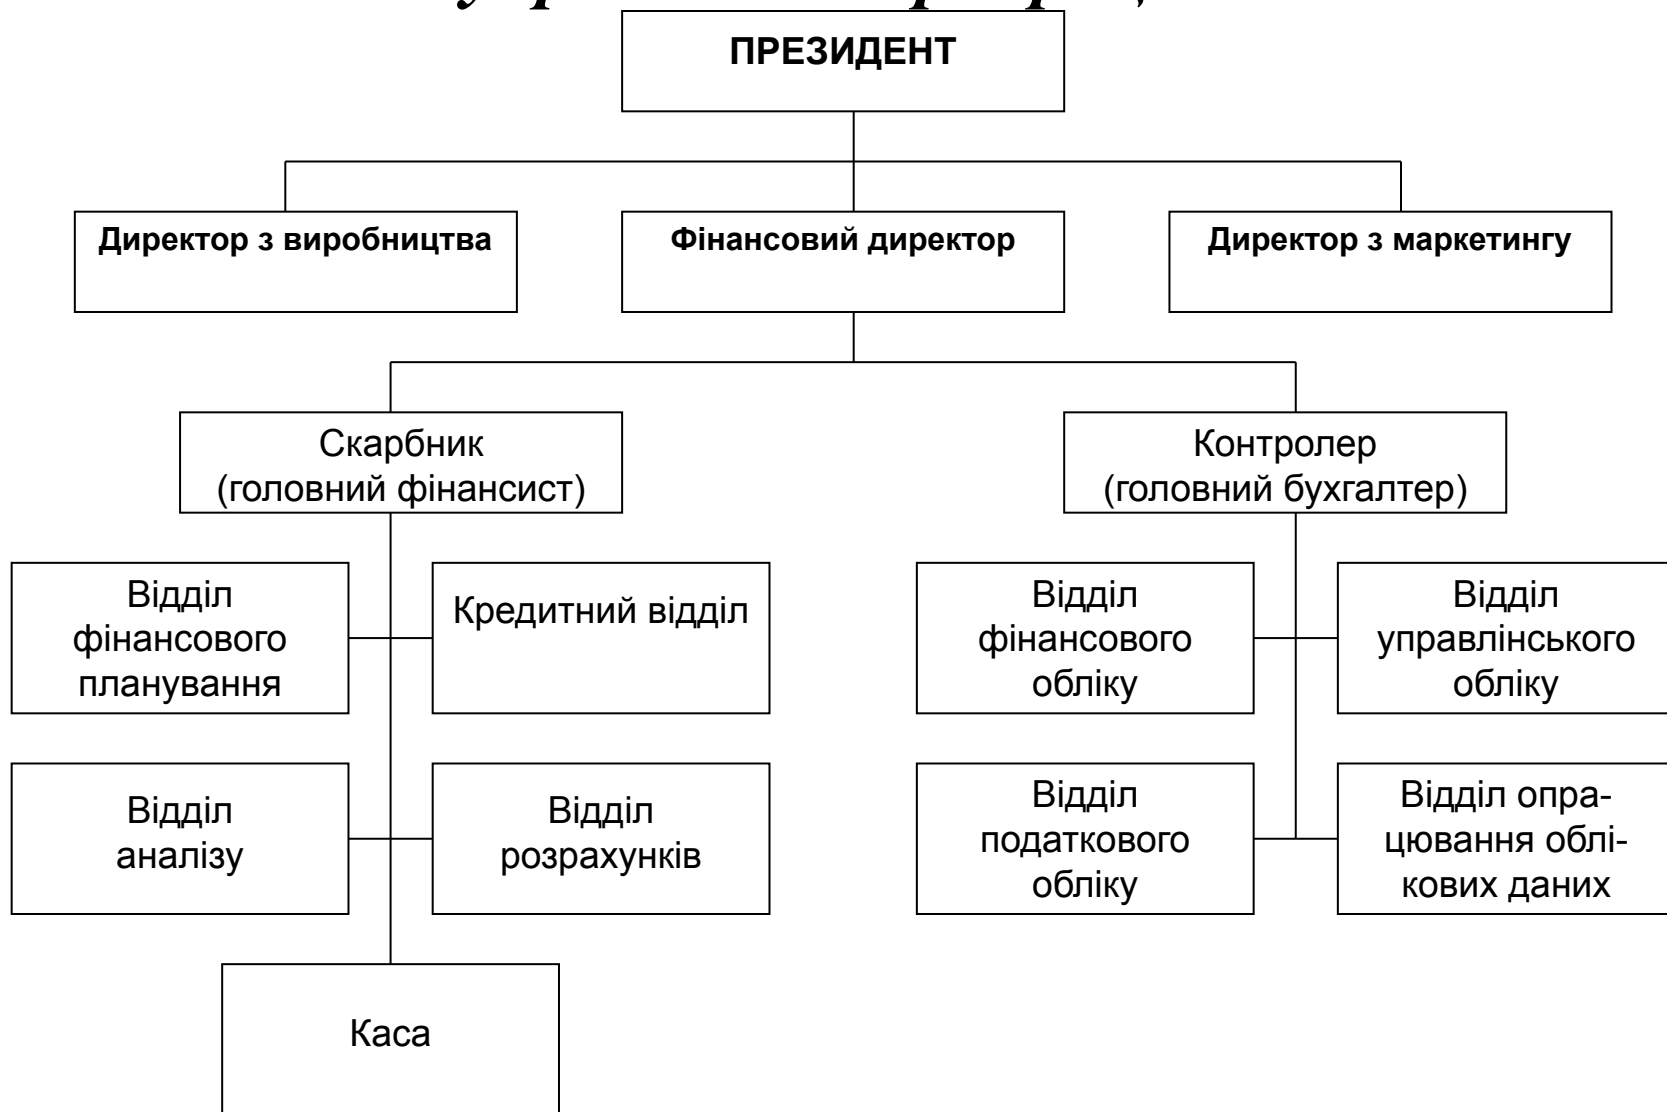 ПРЕЗИДЕНТ
Директор з виробництва
Фінансовий директор
Директор з маркетингу
Скарбник
(головний фінансист)
Контролер
(головний бухгалтер)
Відділ
фінансового
планування
Кредитний відділ
Відділ
фінансового
обліку
Відділ
управлінського
обліку
Відділ
аналізу
Відділ
розрахунків
Відділ
податкового
обліку
Відділ опра-
цювання облі-
кових даних
Каса